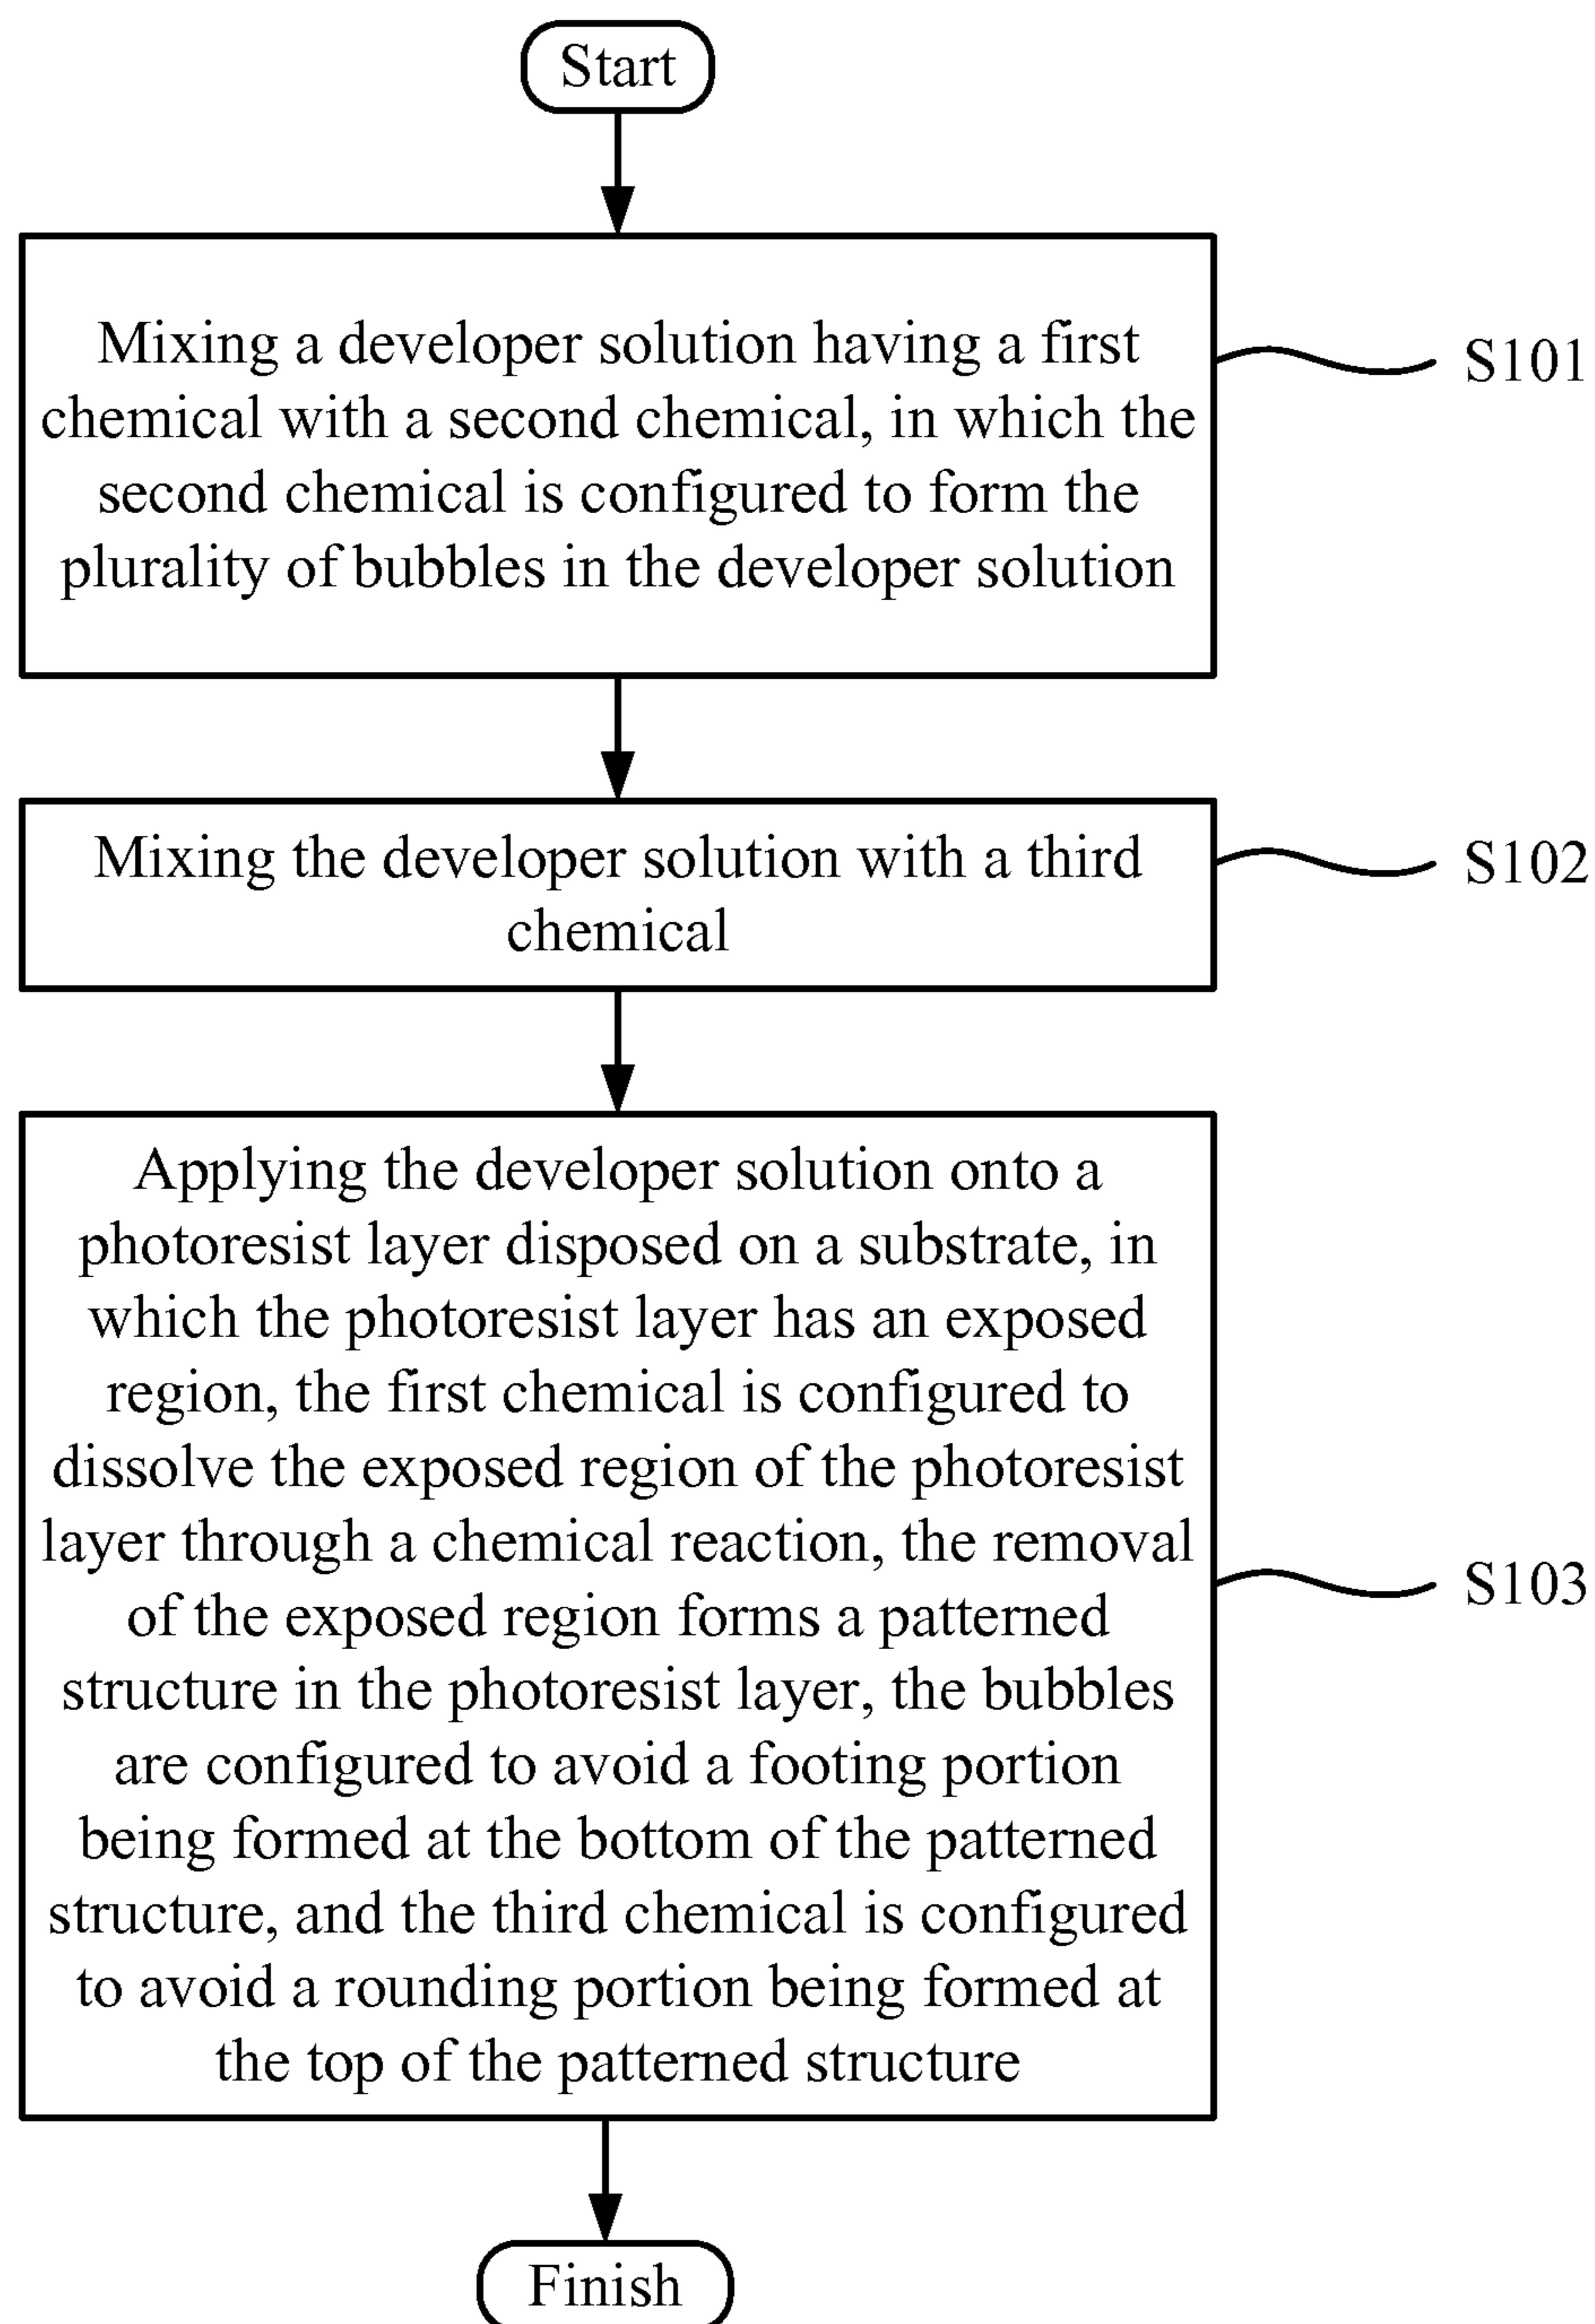 Start
Mixing a developer solution having a first
chemical with a second chemical, in which the
second chemical is configured to form the
plurality of bubbles in the developer solution
S101
Mixing the developer solution with a third
chemical
S102
Applying the developer solution onto a
photoresist layer disposed on a substrate, in
which the photoresist layer has an exposed
region, the first chemical is configured to
dissolve the exposed region of the photoresist
layer through a chemical reaction, the removal
of the exposed region forms a patterned
structure in the photoresist layer, the bubbles
are configured to avoid a footing portion
being formed at the bottom of the patterned
structure, and the third chemical is configured
to avoid a rounding portion being formed at
the top of the patterned structure
S103
Finish